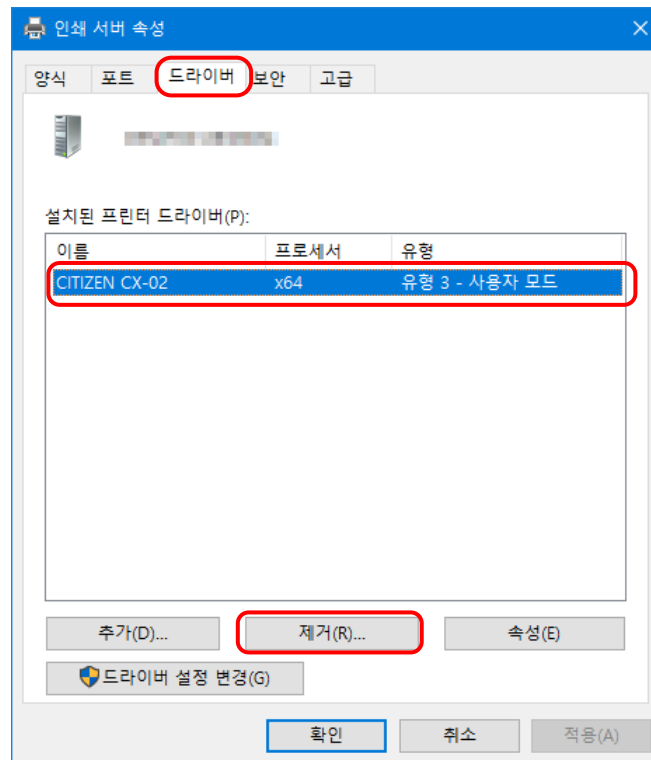 인쇄 서버 속성
양식 포트 드라이버 보안 고급
설치된 프린터 드라이버(P):
이름 프로세서 유형
CITIZEN CX-02 x64 유형 3 - 사용자 모드
추가(D)... 제거(R)... 속성(E)
드라이버 설정 변경(G)
확인 취소 적용(A)